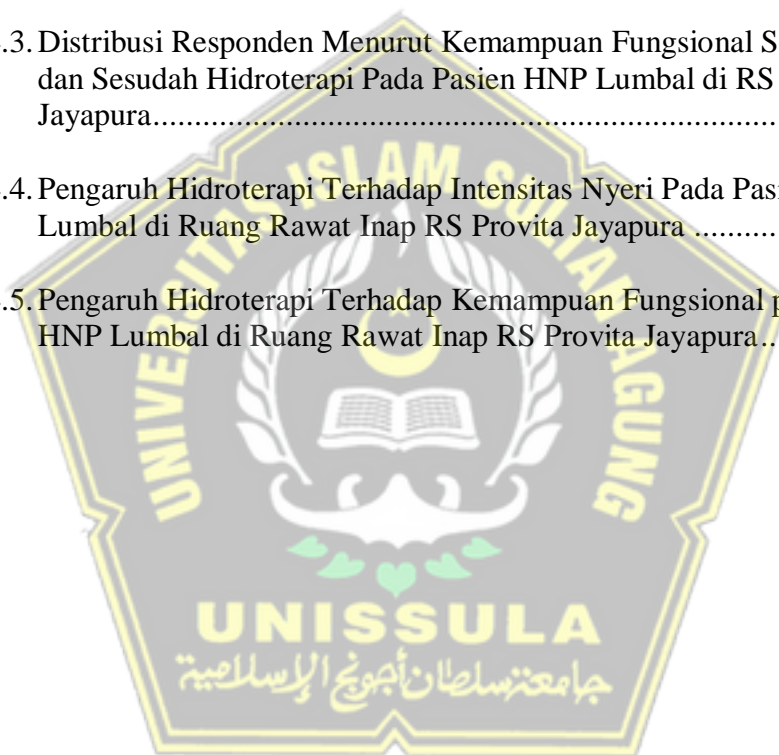 .3. Distribusi Responden Menurut Kemampuan Fungsional S
dan Sesudah Hidroterapi Pada Pasien HNP Lumbal di RS
Jayapura......................................................................
.4. Pengaruh Hidroterapi Terhadap Intensitas Nyeri Pada Pasi
Lumbal di Ruang Rawat Inap RS Provita Jayapura ..........
.5. Pengaruh Hidroterapi Terhadap Kemampuan Fungsional p
HNP Lumbal di Ruang Rawat Inap RS Provita Jayapura..
UNIVERSITAS ISLAM SULTAN AGUNG
UNISSULA
جامعة سلطان أجونج الإسلامية